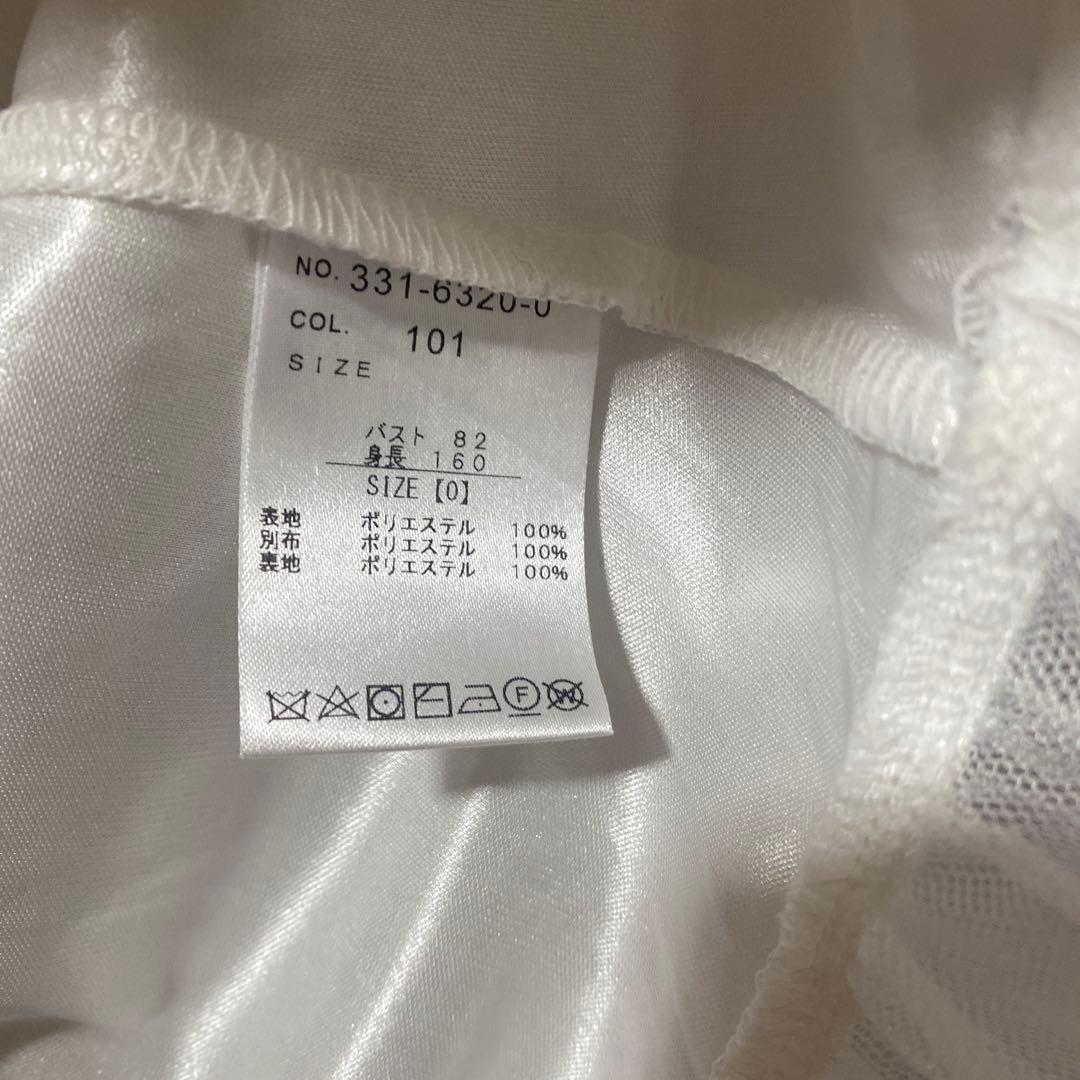 NO. 331-6320-0
COL. 101
SIZE
バスト 82
身長 160
SIZE【0】
表地 ポリエステル 100%
別布 ポリエステル 100%
裏地 ポリエステル 100%
F
W